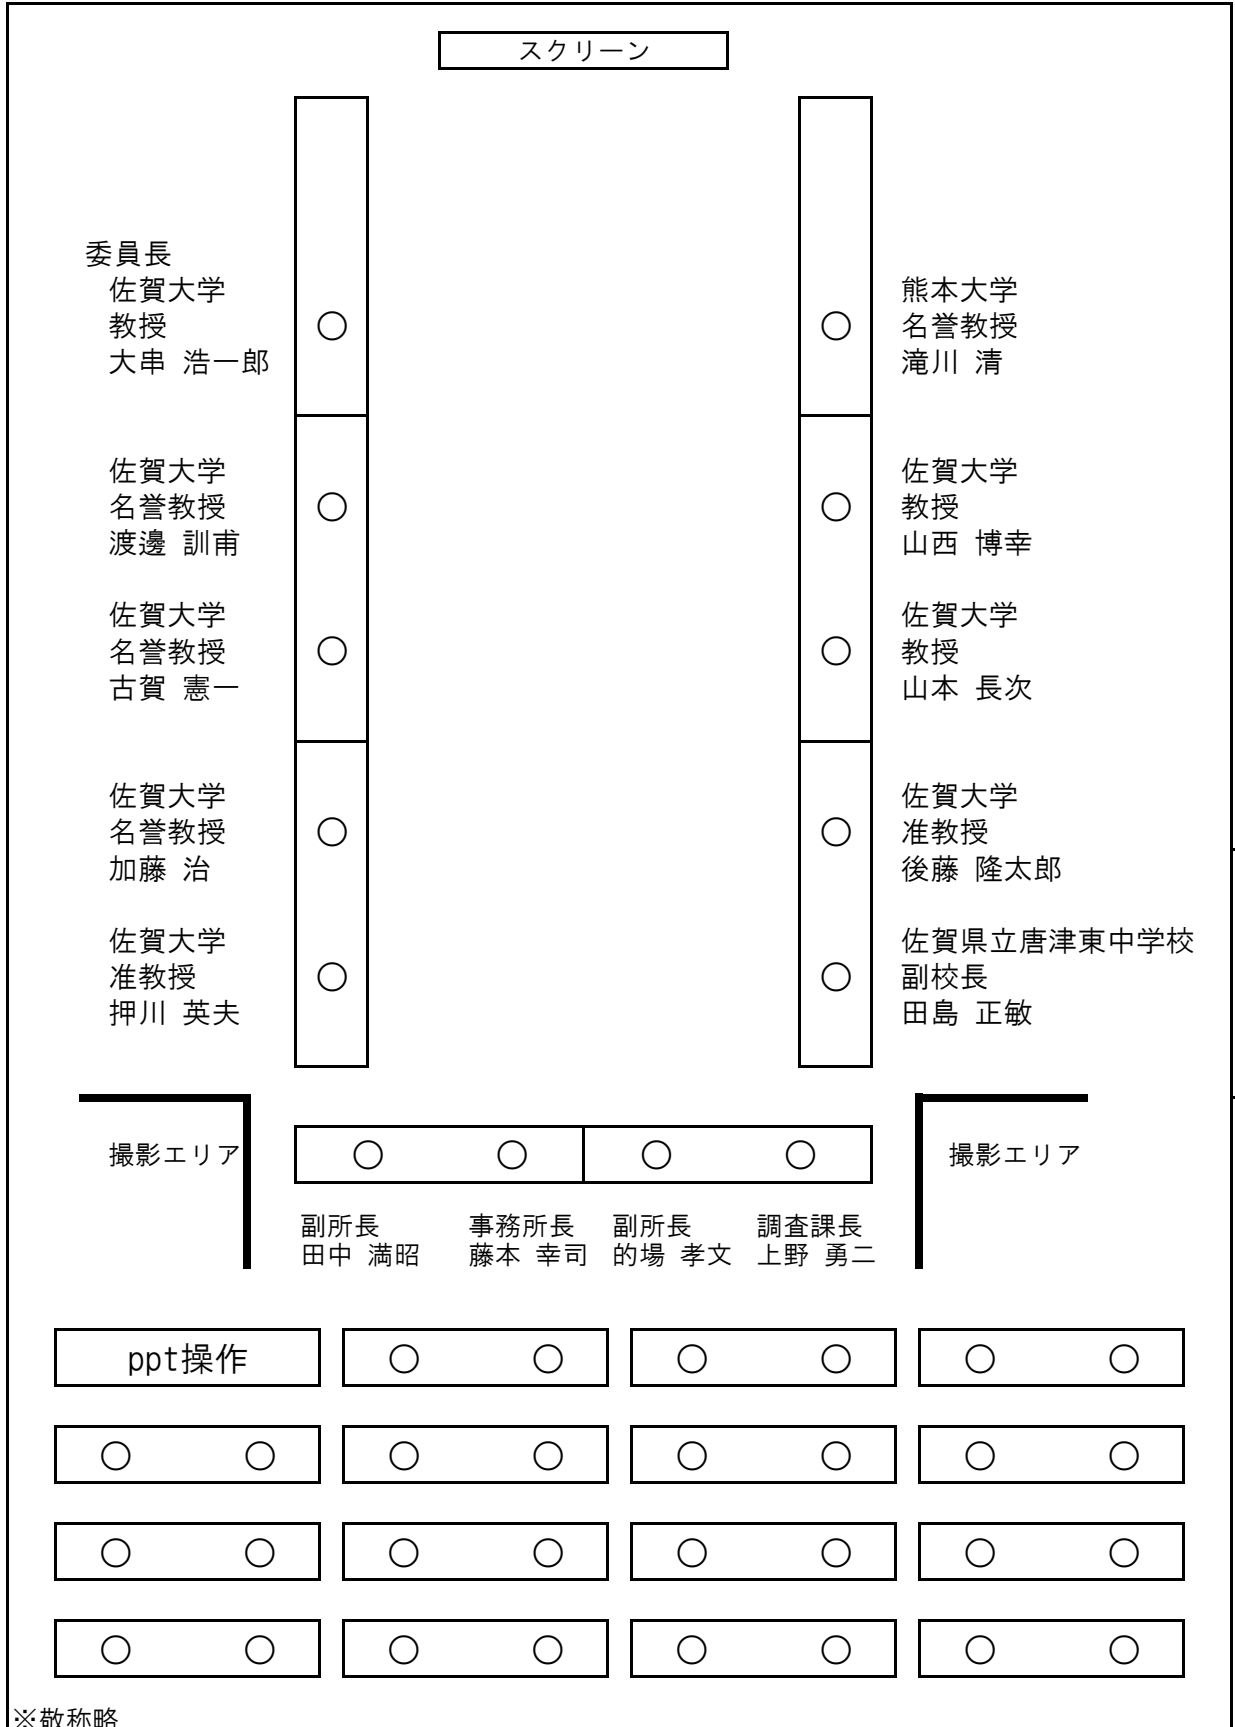 スクリーン
委員長
佐賀大学
教授
大串 浩一郎
佐賀大学
名誉教授
渡邊 訓甫
佐賀大学
名誉教授
古賀 憲一
佐賀大学
名誉教授
加藤 治
佐賀大学
准教授
押川 英夫
熊本大学
名誉教授
滝川 清
佐賀大学
教授
山西 博幸
佐賀大学
教授
山本 長次
佐賀大学
准教授
後藤 隆太郎
佐賀県立唐津東中学校
副校長
田島 正敏
撮影エリア
撮影エリア
副所長
田中 満昭
事務所長
藤本 幸司
副所長
的場 孝文
調査課長
上野 勇二
ppt操作
※敬称略